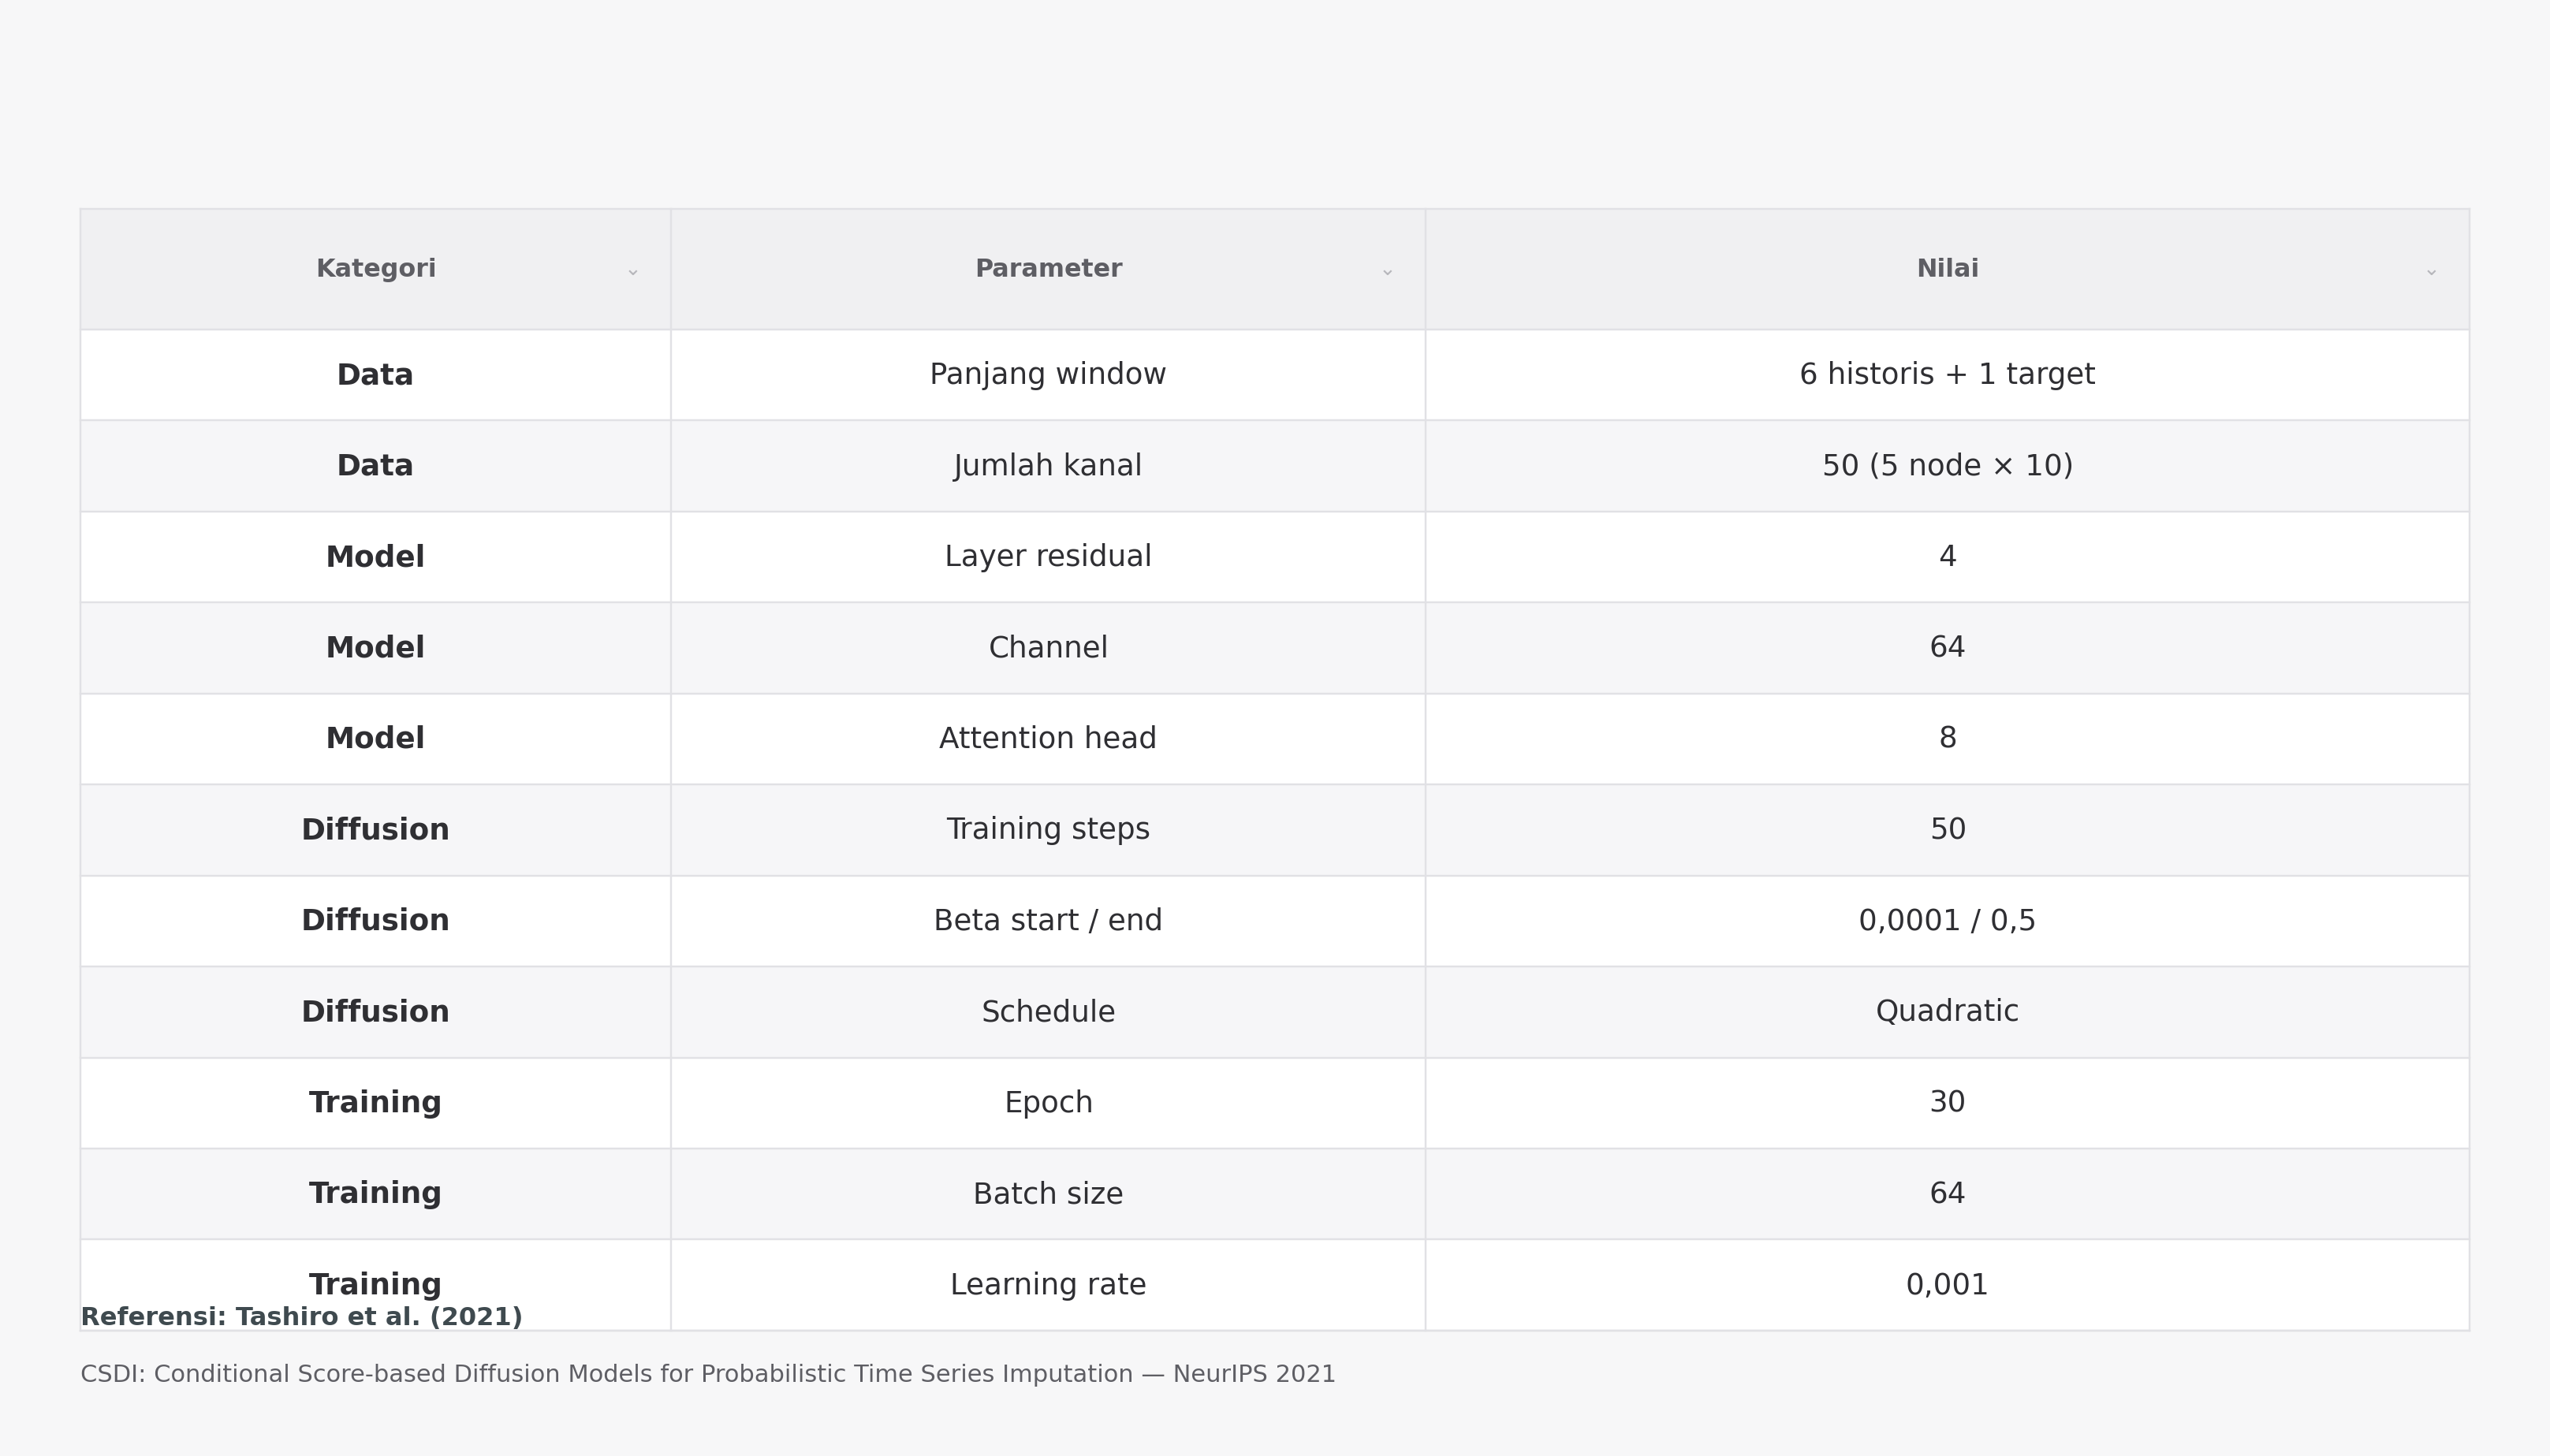 Kategori Parameter Nilai
Data Panjang window 6 historis + 1 target
Data Jumlah kanal 50 (5 node × 10)
Model Layer residual 4
Model Channel 64
Model Attention head 8
Diffusion Training steps 50
Diffusion Beta start / end 0,0001 / 0,5
Diffusion Schedule Quadratic
Training Epoch 30
Training Batch size 64
Training Learning rate 0,001
Referensi: Tashiro et al. (2021)
CSDI: Conditional Score-based Diffusion Models for Probabilistic Time Series Imputation — NeurIPS 2021